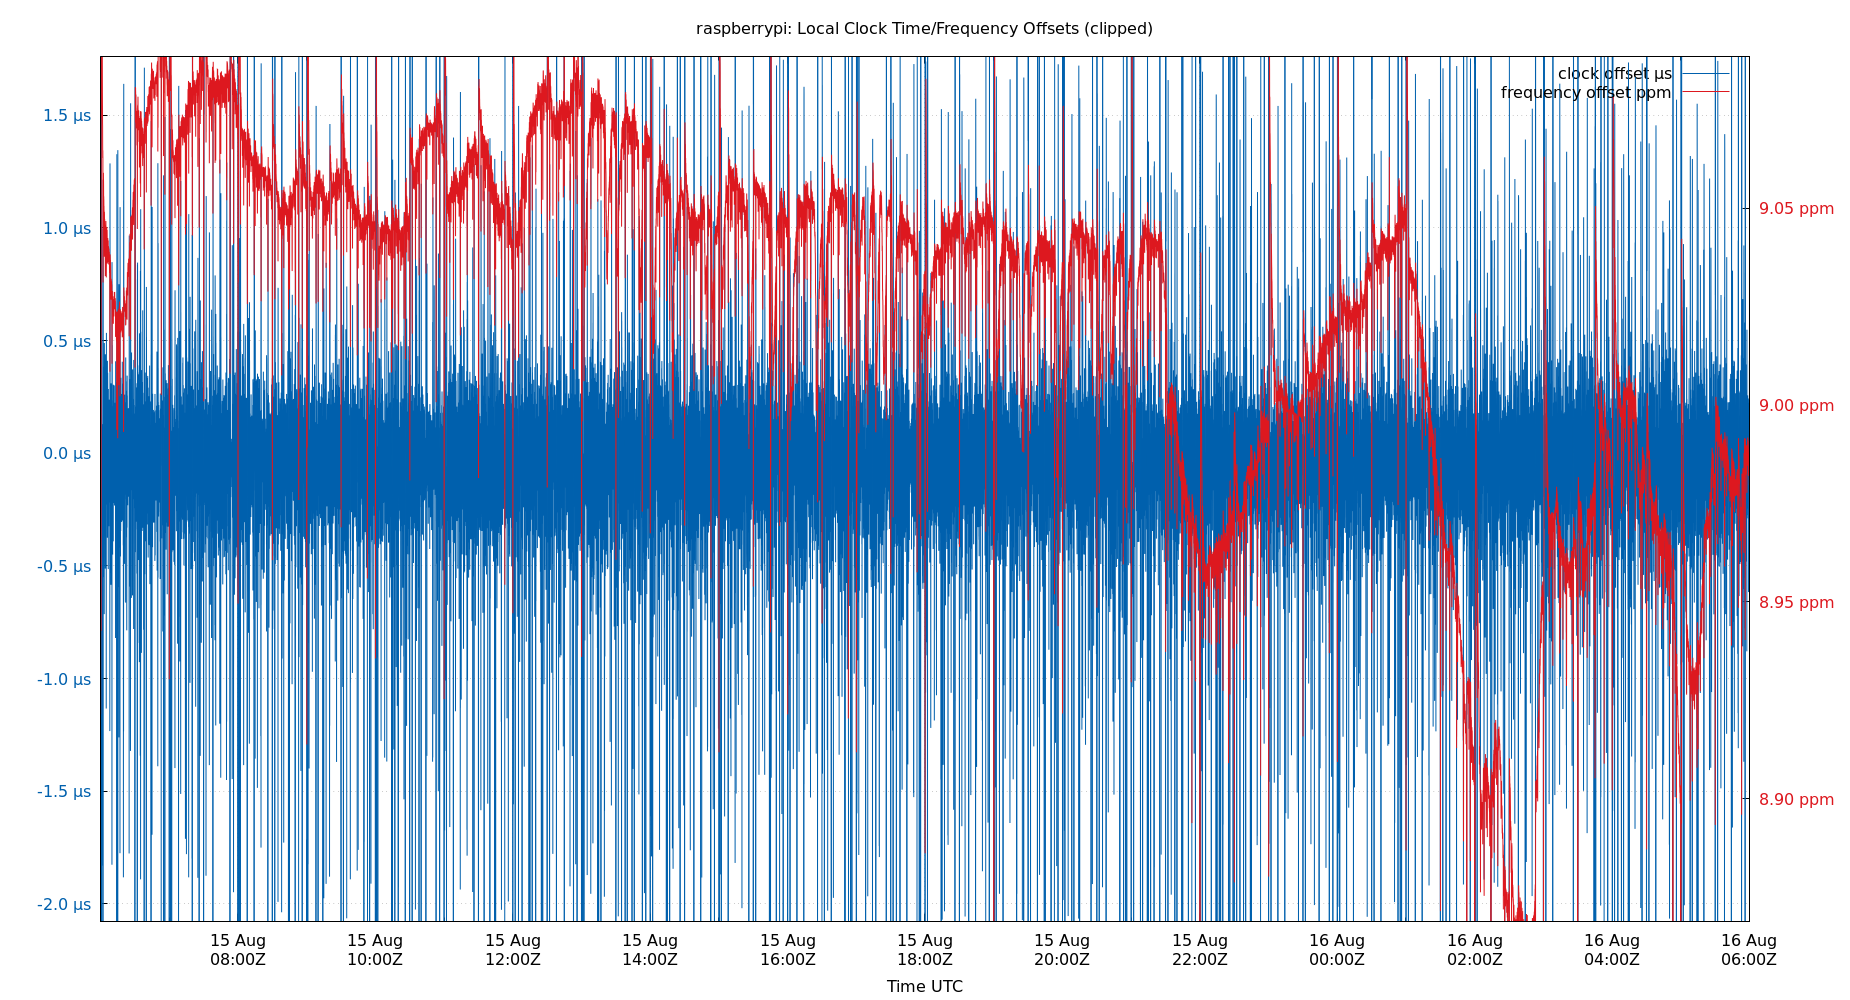 raspberrypi: Local Clock Time/Frequency Offsets (clipped)
clock offset µs
frequency offset ppm
1.5 µs
1.0 µs
0.5 µs
0.0 µs
-0.5 µs
-1.0 µs
-1.5 µs
-2.0 µs
9.05 ppm
9.00 ppm
8.95 ppm
8.90 ppm
15 Aug 15 Aug 15 Aug 15 Aug 15 Aug 15 Aug 15 Aug 15 Aug 16 Aug 16 Aug 16 Aug 16 Aug
08:00Z 10:00Z 12:00Z 14:00Z 16:00Z 18:00Z 20:00Z 22:00Z 00:00Z 02:00Z 04:00Z 06:00Z
Time UTC